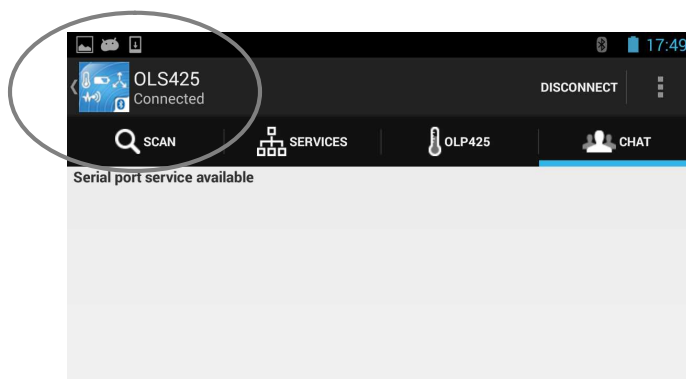 17:49
OLS425
Connected
DISCONNECT
SCAN SERVICES OLP425 CHAT
Serial port service available